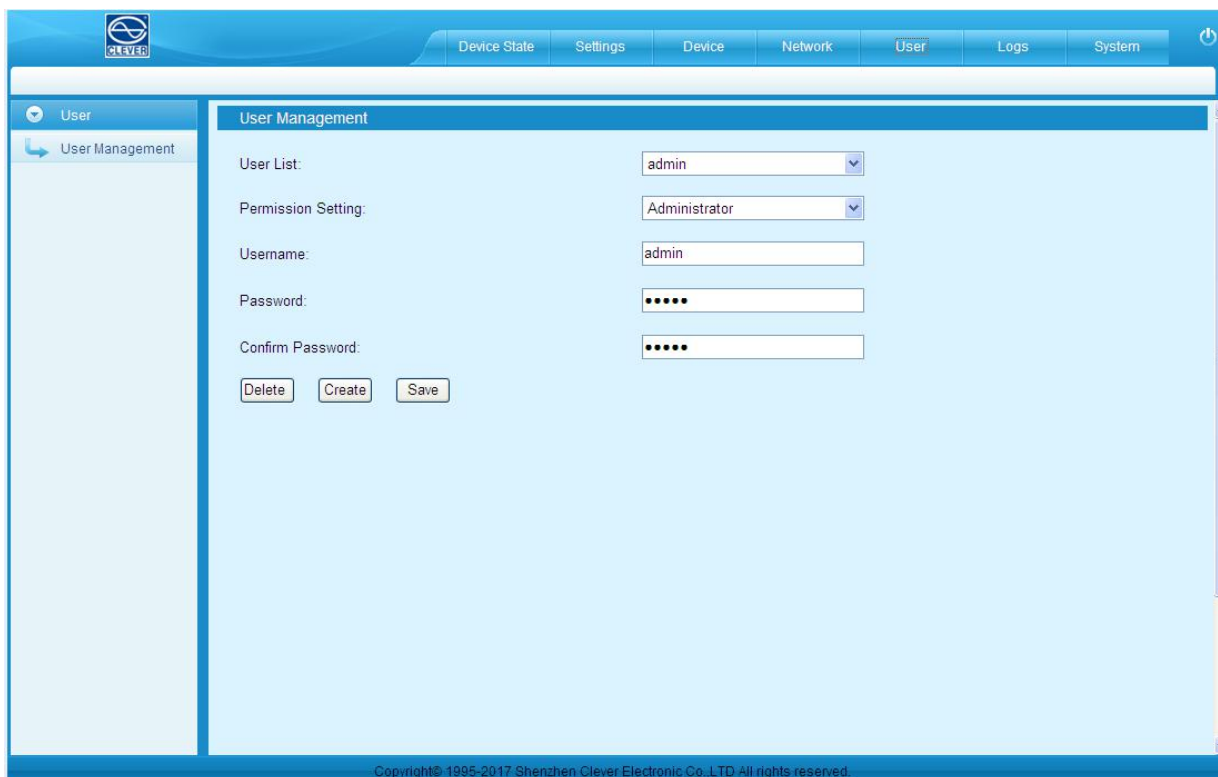 CLEVER
Device State Settings Device Network User Logs System
User
User Management
User Management
User List: admin
Permission Setting: Administrator
Username: admin
Password: •••••
Confirm Password: •••••
Delete Create Save
Copyright© 1995-2017 Shenzhen Clever Electronic Co.,LTD All rights reserved.